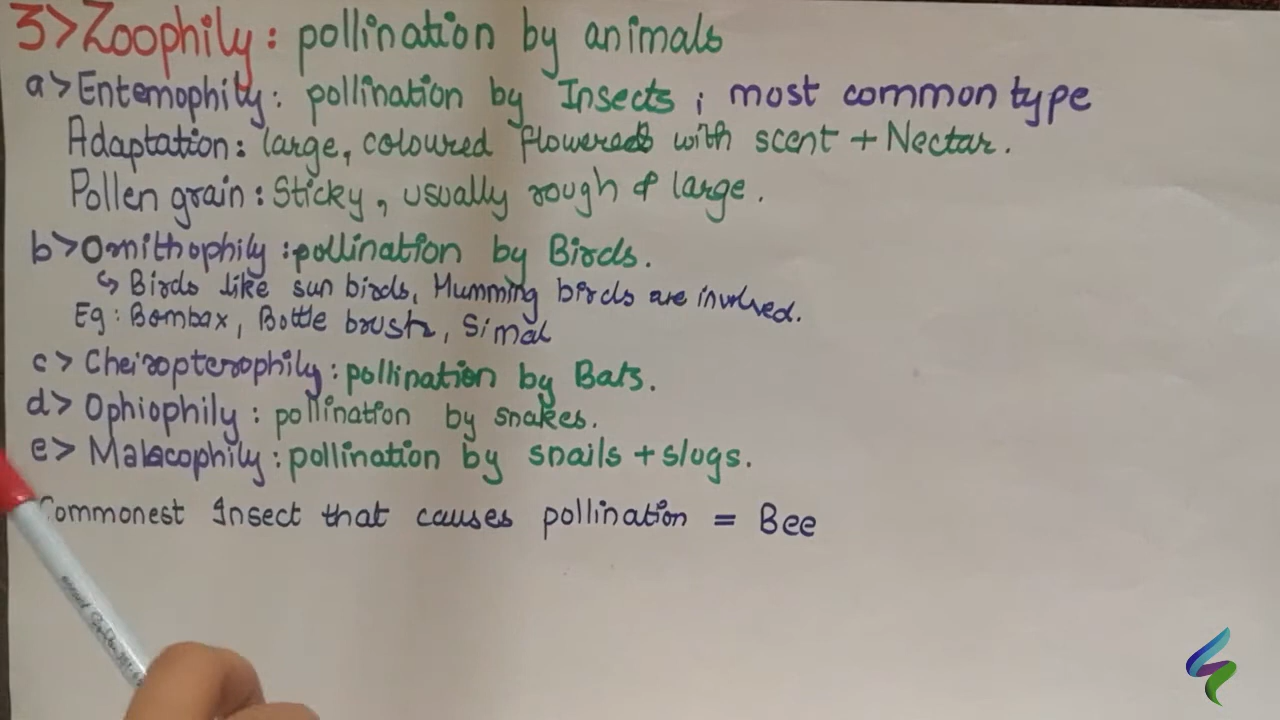 3> Zoophily: pollination by animals
a> Entemophily: pollination by Insects ; most common type
Adaptation: large, coloured flowered with scent + Nectar.
Pollen grain: Sticky, usually rough & large.
b> Ornithophily: pollination by Birds.
↳ Birds like sun birds, Humming birds are involved.
Eg: Bombax, Bottle brush, Simal
c> Cheiropterophily: pollination by Bats.
d> Ophiophily: pollination by snakes.
e> Malacophily: pollination by snails + slugs.
Commonest Insect that causes pollination = Bee